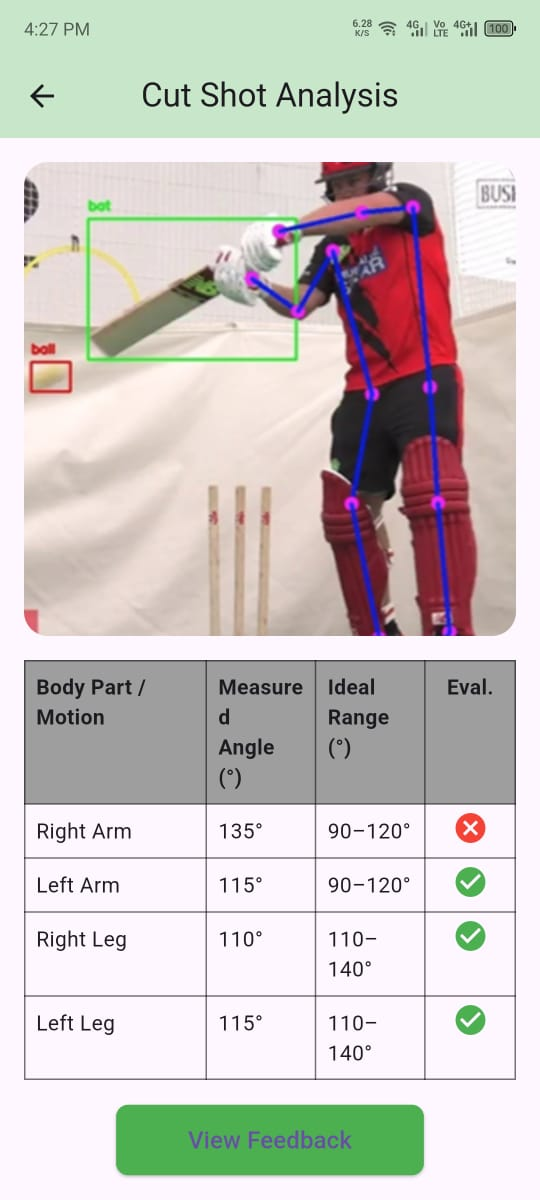 4:27 PM
6.28 K/S 4G Vo LTE 4G+ 100
Cut Shot Analysis
BUSI
bat
ball
Body Part / Motion
Measure
d
Angle
(°)
Ideal
Range
(°)
Eval.
Right Arm 135° 90–120°
Left Arm 115° 90–120°
Right Leg 110° 110–
140°
Left Leg 115° 110–
140°
View Feedback